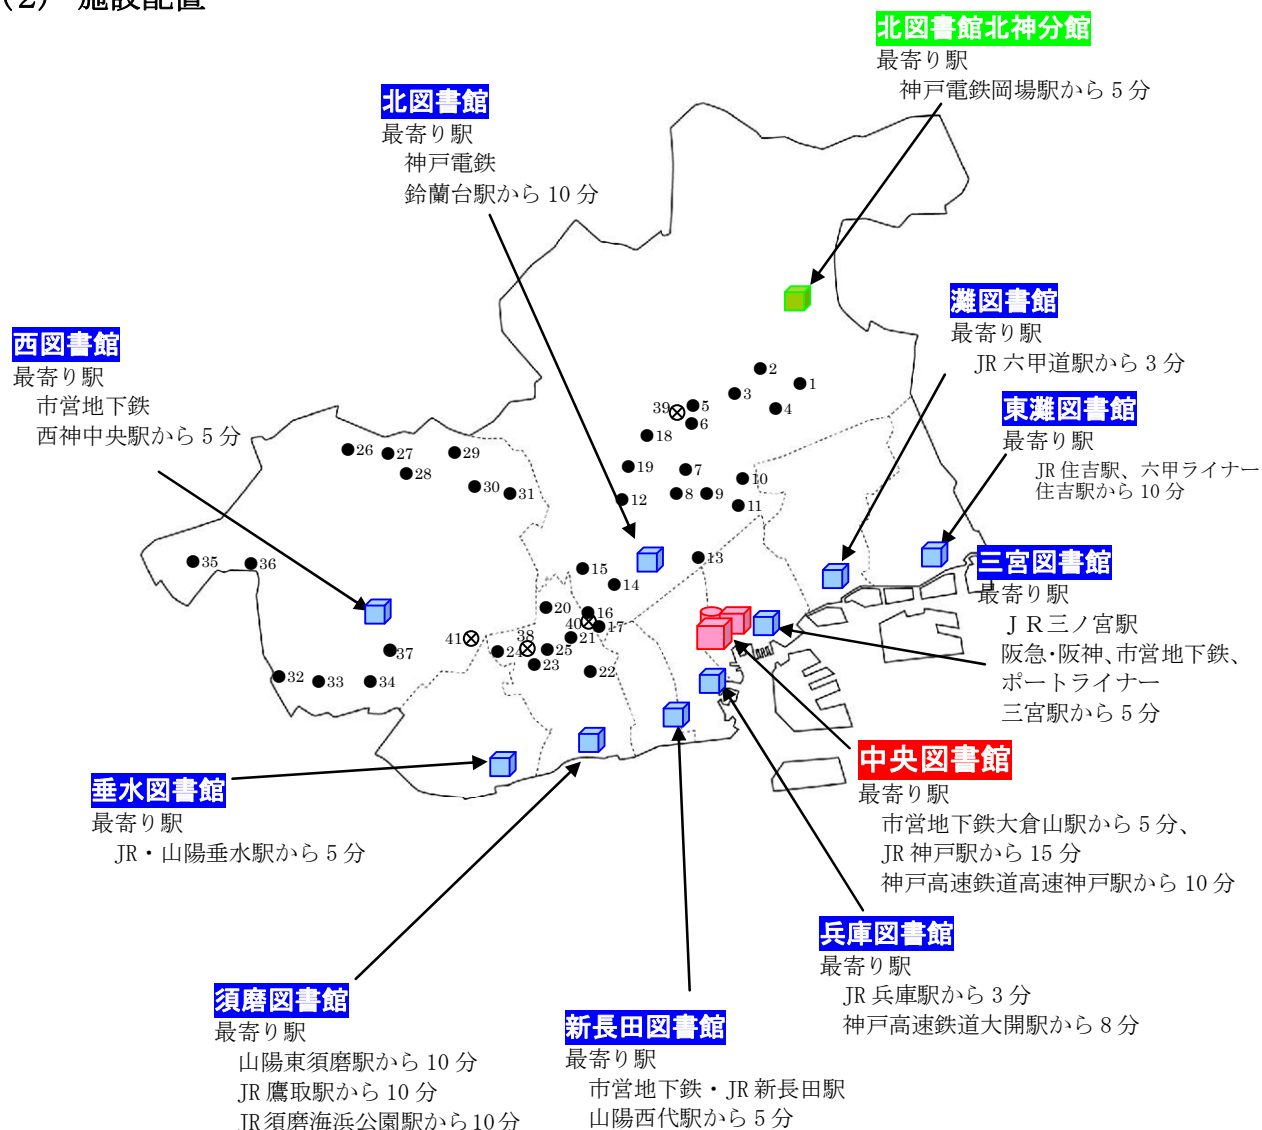 （2） 施設配置
北図書館北神分館
最寄り駅
神戸電鉄岡場駅から 5 分
北図書館
最寄り駅
神戸電鉄
鈴蘭台駅から 10 分
灘図書館
最寄り駅
JR 六甲道駅から 3 分
西図書館
最寄り駅
市営地下鉄
西神中央駅から 5 分
東灘図書館
最寄り駅
JR 住吉駅、六甲ライナー
住吉駅から 10 分
三宮図書館
最寄り駅
ＪＲ三ノ宮駅
阪急・阪神、市営地下鉄、
ポートライナー
三宮駅から 5 分
2
1
3
4
39
5
6
18
26
27
29
28
19
7
10
30
31
12
8
9
11
35
36
13
15
14
20
16
40
17
41
38
21
24
25
37
23
22
32
33
34
中央図書館
最寄り駅
市営地下鉄大倉山駅から 5 分、
JR 神戸駅から 15 分
神戸高速鉄道高速神戸駅から 10 分
垂水図書館
最寄り駅
JR・山陽垂水駅から 5 分
兵庫図書館
最寄り駅
JR 兵庫駅から 3 分
神戸高速鉄道大開駅から 8 分
須磨図書館
最寄り駅
山陽東須磨駅から 10 分
JR 鷹取駅から 10 分
JR 須磨海浜公園駅から 10 分
新長田図書館
最寄り駅
市営地下鉄・JR 新長田駅
山陽西代駅から 5 分